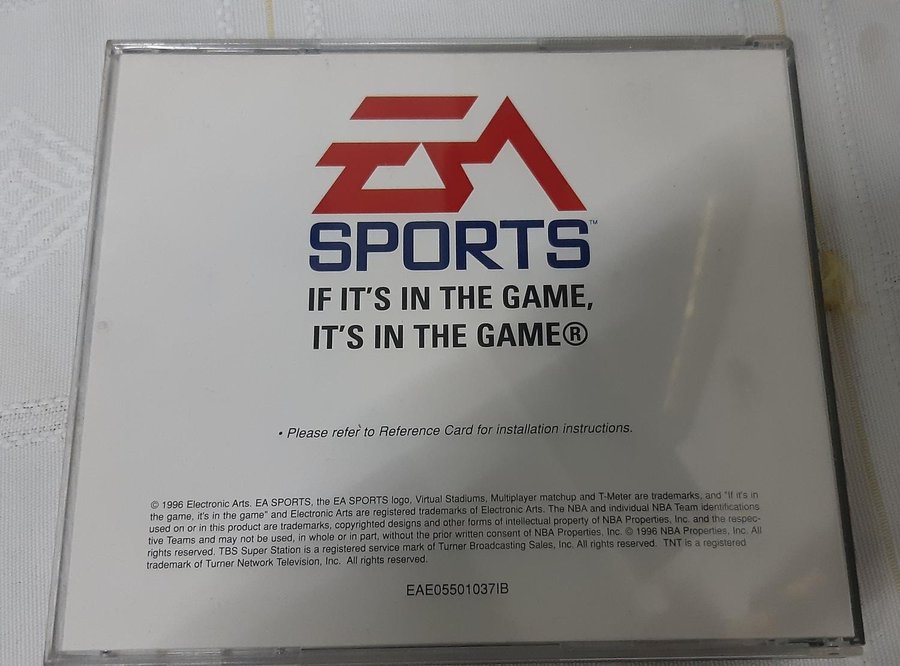 EA
SPORTS™
IF IT'S IN THE GAME,
IT'S IN THE GAME®
• Please refer to Reference Card for installation instructions.
© 1996 Electronic Arts. EA SPORTS, the EA SPORTS logo, Virtual Stadiums, Multiplayer matchup and T-Meter are trademarks, and "If it's in
the game, it's in the game" and Electronic Arts are registered trademarks of Electronic Arts. The NBA and individual NBA Team identifications
used on or in this product are trademarks, copyrighted designs and other forms of intellectual property of NBA Properties, Inc. and the respec-
tive Teams and may not be used, in whole or in part, without the prior written consent of NBA Properties, Inc. © 1996 NBA Properties, Inc. All
rights reserved. TBS Super Station is a registered service mark of Turner Broadcasting Sales, Inc. All rights reserved. TNT is a registered
trademark of Turner Network Television, Inc. All rights reserved.
EAE05501037IB